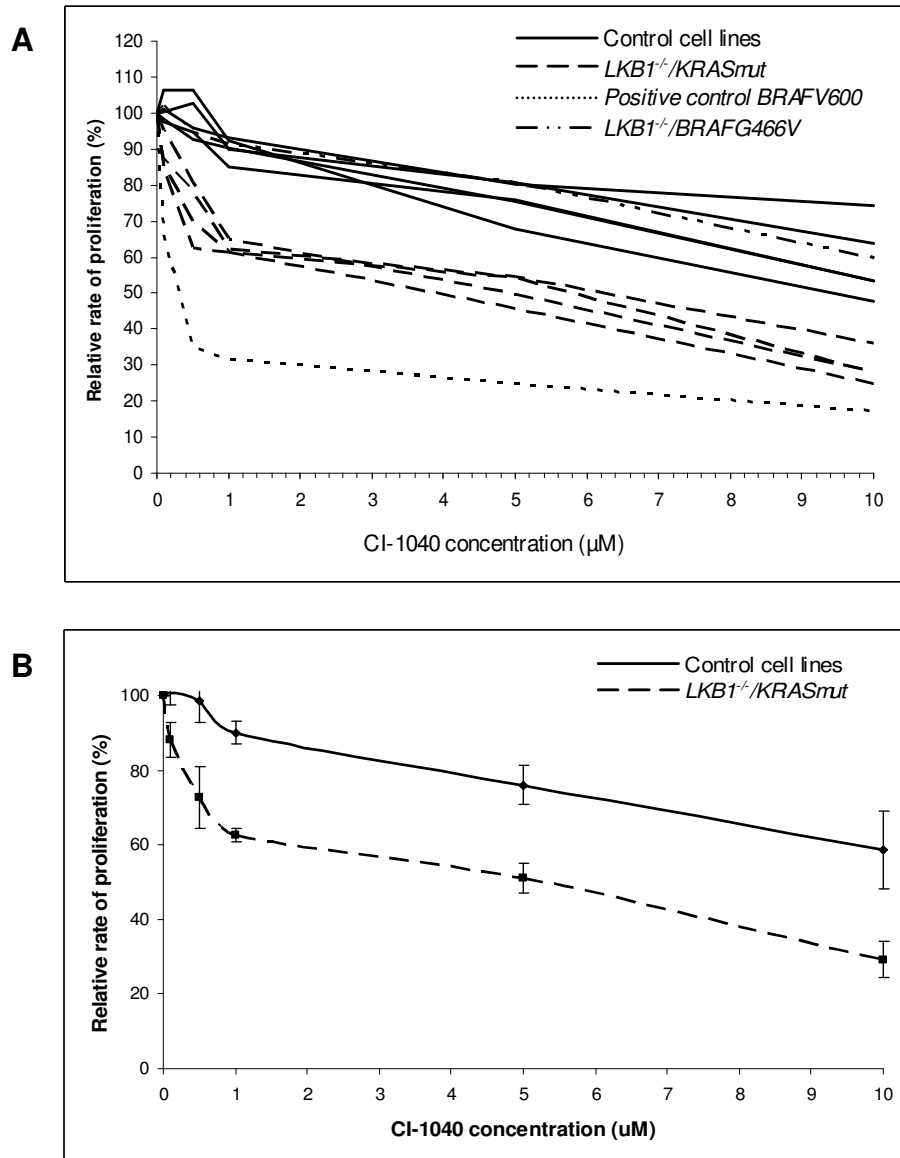 A
Relative rate of proliferation (%)
120
110
100
90
80
70
60
50
40
30
20
10
0
Control cell lines
LKB1-/-/KRASmut
Positive control BRAFV600
LKB1-/-/BRAFG466V
0 1 2 3 4 5 6 7 8 9 10
CI-1040 concentration (µM)
B
Relative rate of proliferation (%)
100
80
60
40
20
0
Control cell lines
LKB1-/-/KRASmut
0 1 2 3 4 5 6 7 8 9 10
CI-1040 concentration (uM)